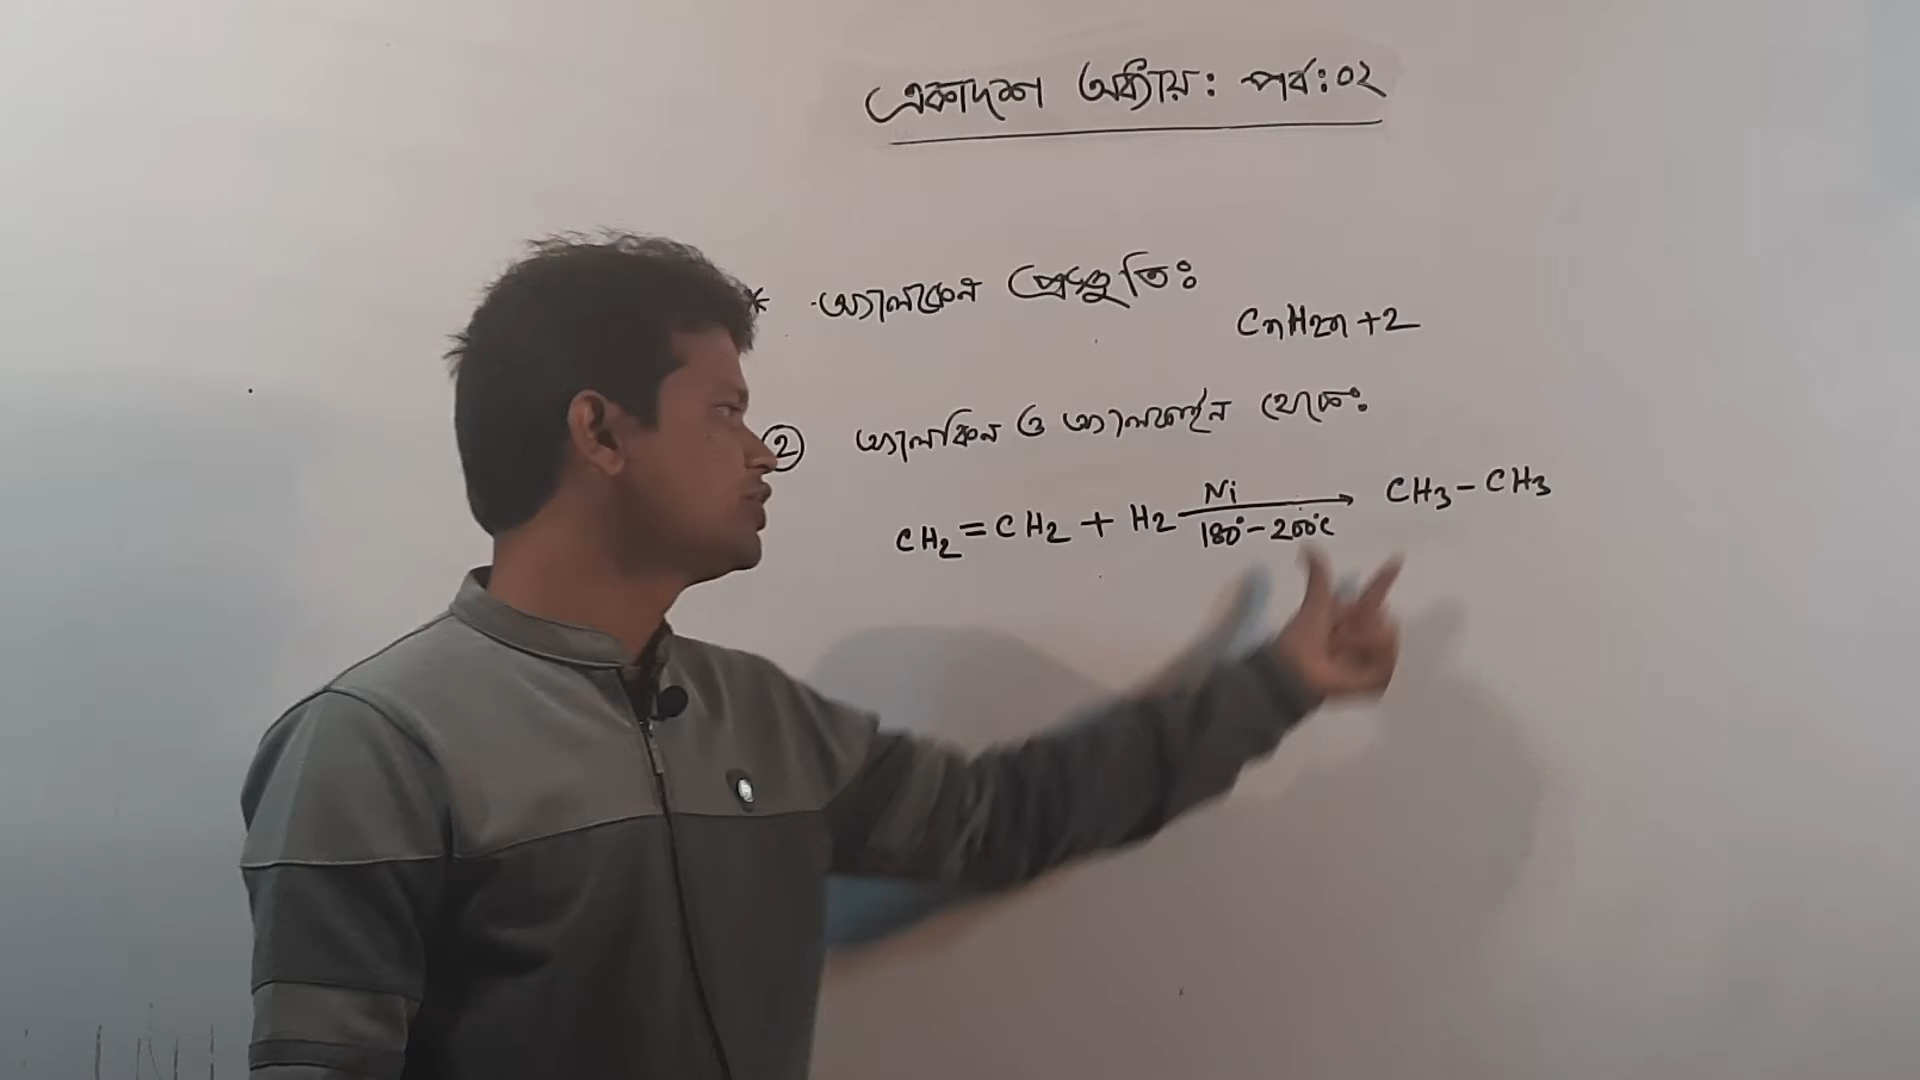 একাদশ অধ্যায়: পর্ব: ০২
* অ্যালকেন প্রস্তুতিঃ
CnH2n+2
② অ্যালকিন ও অ্যালকাইন থেকেঃ
CH2 = CH2 + H2 Ni 180° - 200°C → CH3 - CH3